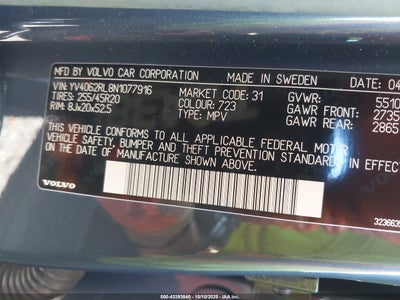 MFD BY VOLVO CAR CORPORATION MADE IN SWEDEN DATE 04
VIN: YV4062RL8N1077916
TIRES: 255/45R20 MARKET CODE: 31 GVWR: 5510
RIM: 8JW20x52.5 COLOUR: 723 GAWR FRONT: 2735
TYPE: MPV GAWR REAR: 2865
THIS VEHICLE CONFORMS TO ALL APPLICABLE FEDERAL MOTOR
VEHICLE SAFETY, BUMPER AND THEFT PREVENTION STANDARDS IN EFFECT
DATE OF MANUFACTURE SHOWN ABOVE.
VOLVO
3236635
000-43393840 - 10/10/2025 - IAA, Inc.